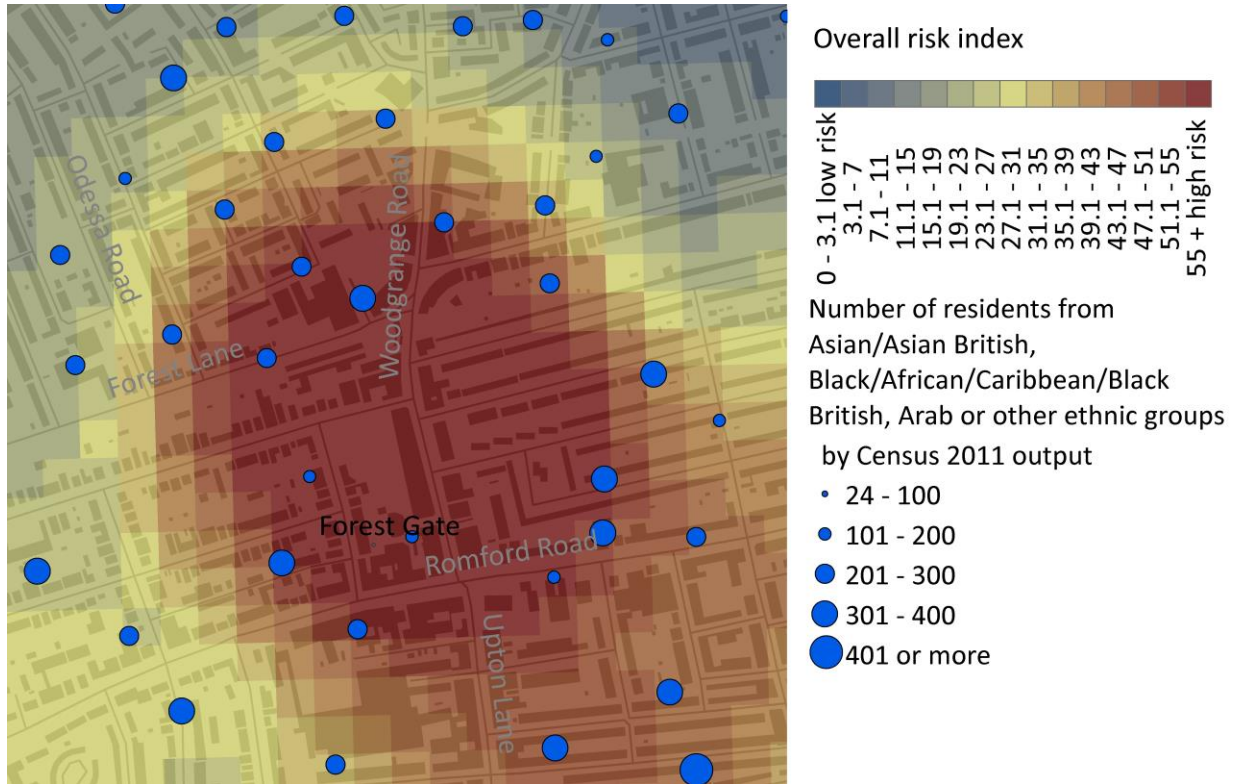 Odessa Road
Woodgrange Road
Forest Lane
Forest Gate
Romford Road
Upton Lane
Overall risk index
0 - 3.1 low risk
3.1 - 7
7.1 - 11
11.1 - 15
15.1 - 19
19.1 - 23
23.1 - 27
27.1 - 31
31.1 - 35
35.1 - 39
39.1 - 43
43.1 - 47
47.1 - 51
51.1 - 55
55 + high risk
Number of residents from
Asian/Asian British,
Black/African/Caribbean/Black
British, Arab or other ethnic groups
by Census 2011 output
24 - 100
101 - 200
201 - 300
301 - 400
401 or more